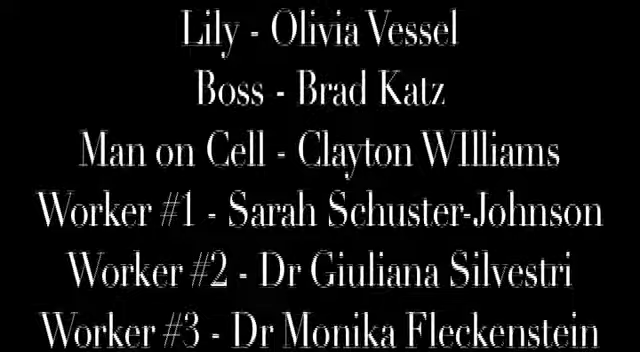 Lily - Olivia Vessel
Boss - Brad Katz
Man on Cell - Clayton WIlliams
Worker #1 - Sarah Schuster-Johnson
Worker #2 - Dr Giuliana Silvestri
Worker #3 - Dr Monika Fleckenstein